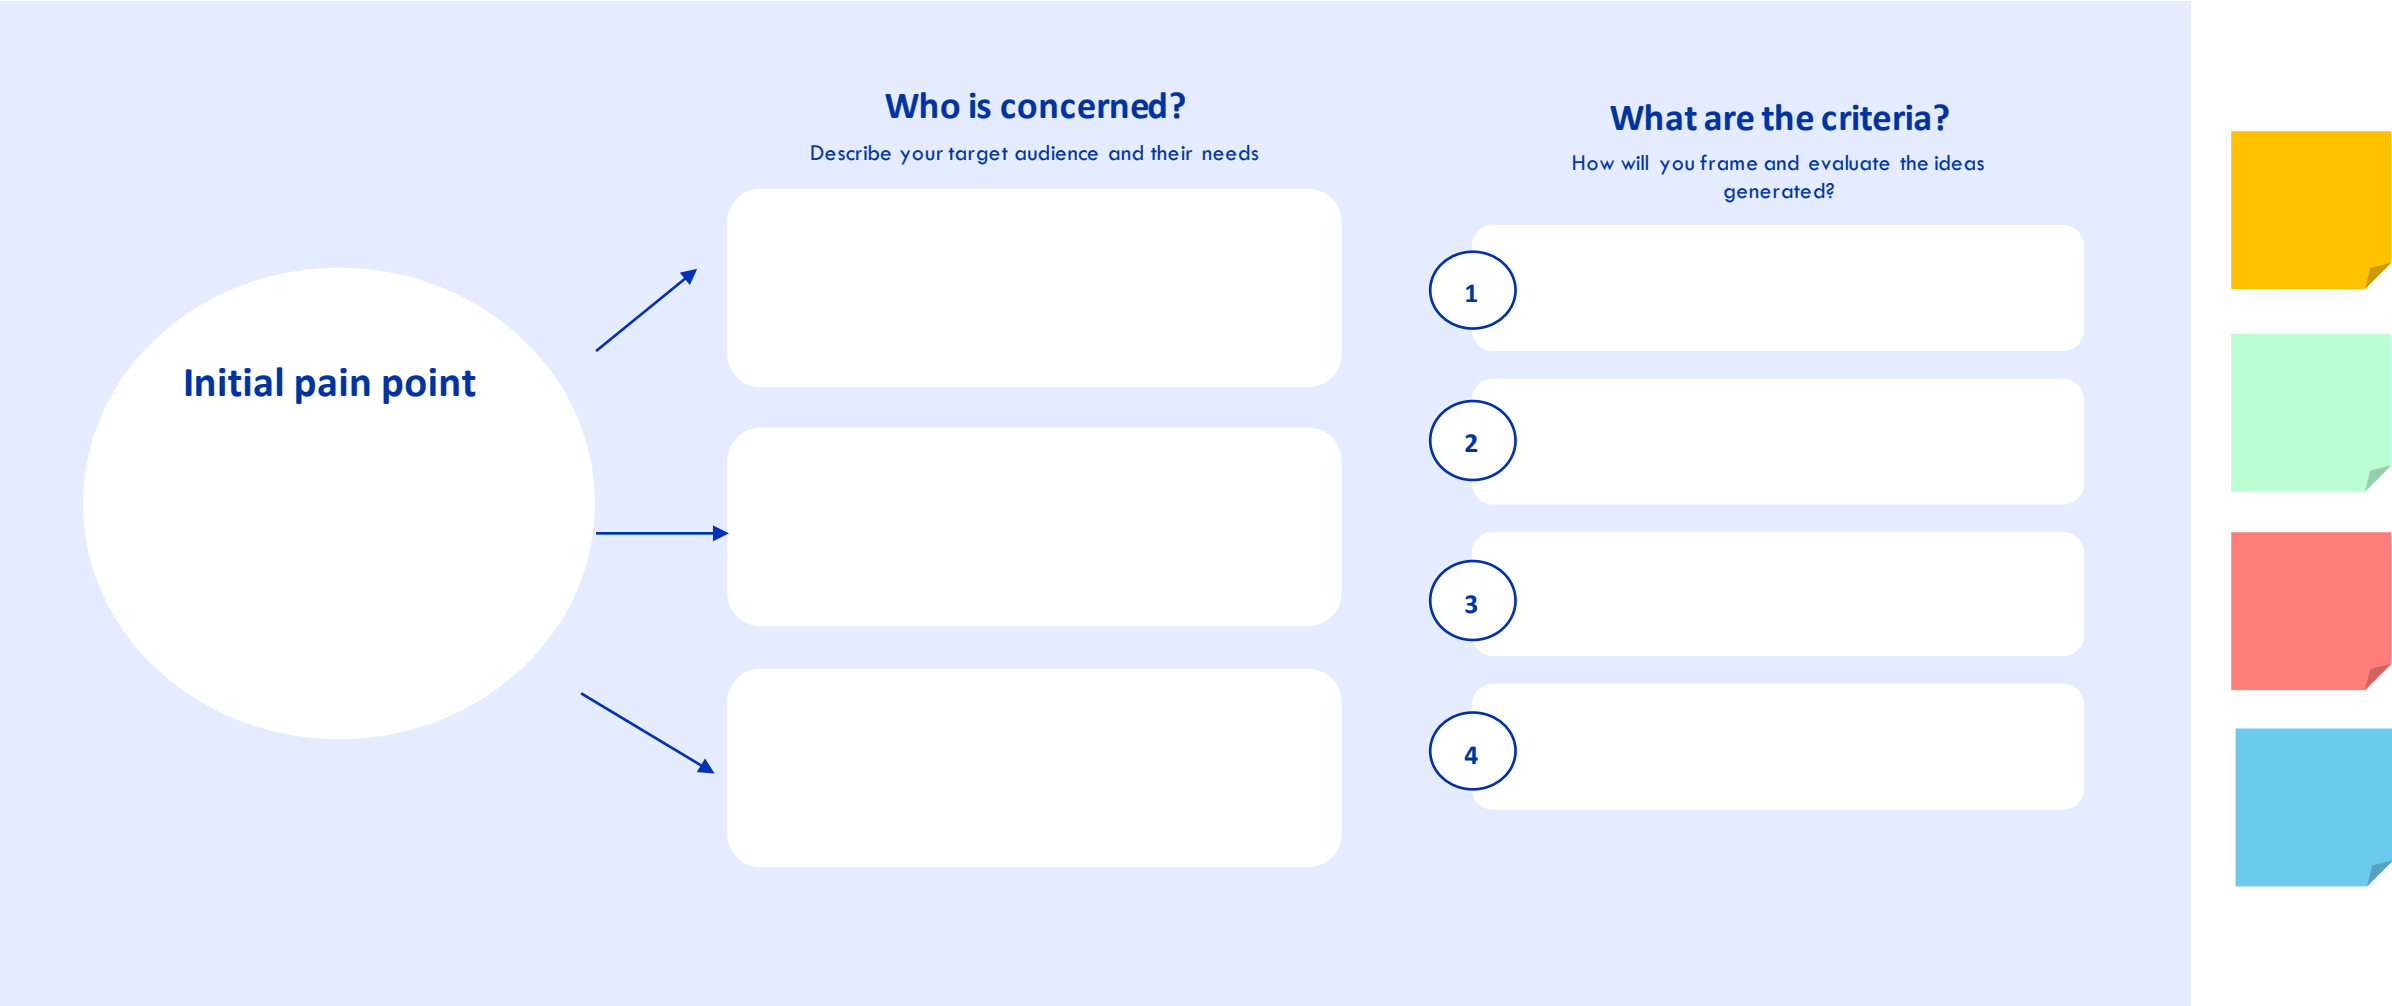 Initial pain point
Who is concerned?
Describe your target audience and their needs
What are the criteria?
How will you frame and evaluate the ideas
generated?
1
2
3
4